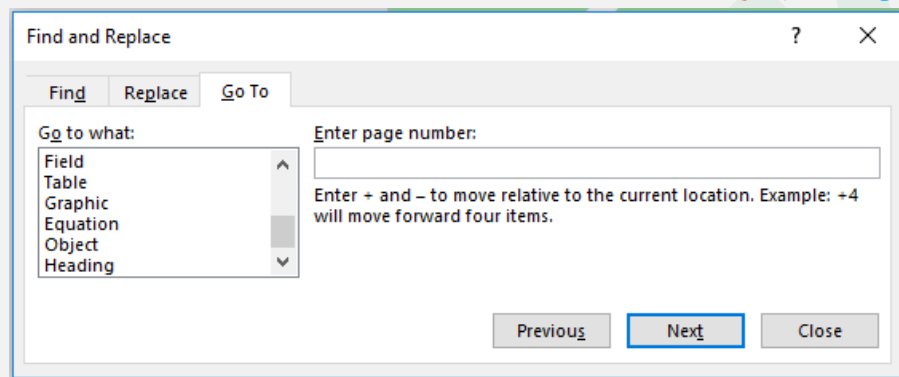 Find and Replace
?
Find Replace Go To
Go to what:
Enter page number:
Field
Table
Graphic
Equation
Object
Heading
Enter + and – to move relative to the current location. Example: +4
will move forward four items.
Previous Next Close